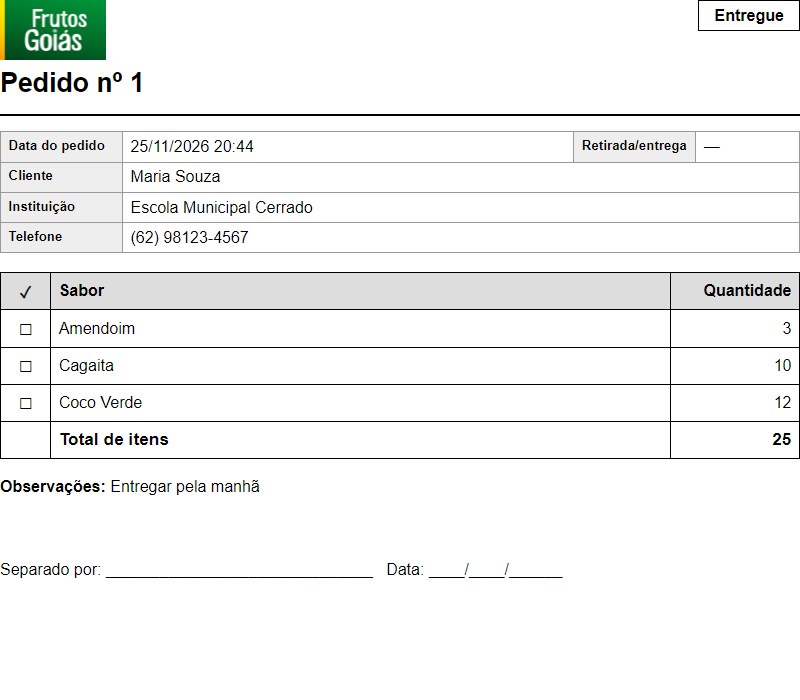 Frutos
Goiás
Entregue
Pedido nº 1
Data do pedido 25/11/2026 20:44 Retirada/entrega —
Cliente Maria Souza
Instituição Escola Municipal Cerrado
Telefone (62) 98123-4567
✓ Sabor Quantidade
☐ Amendoim 3
☐ Cagaita 10
☐ Coco Verde 12
Total de itens 25
Observações: Entregar pela manhã
Separado por: ______________________________ Data: ____/____/______